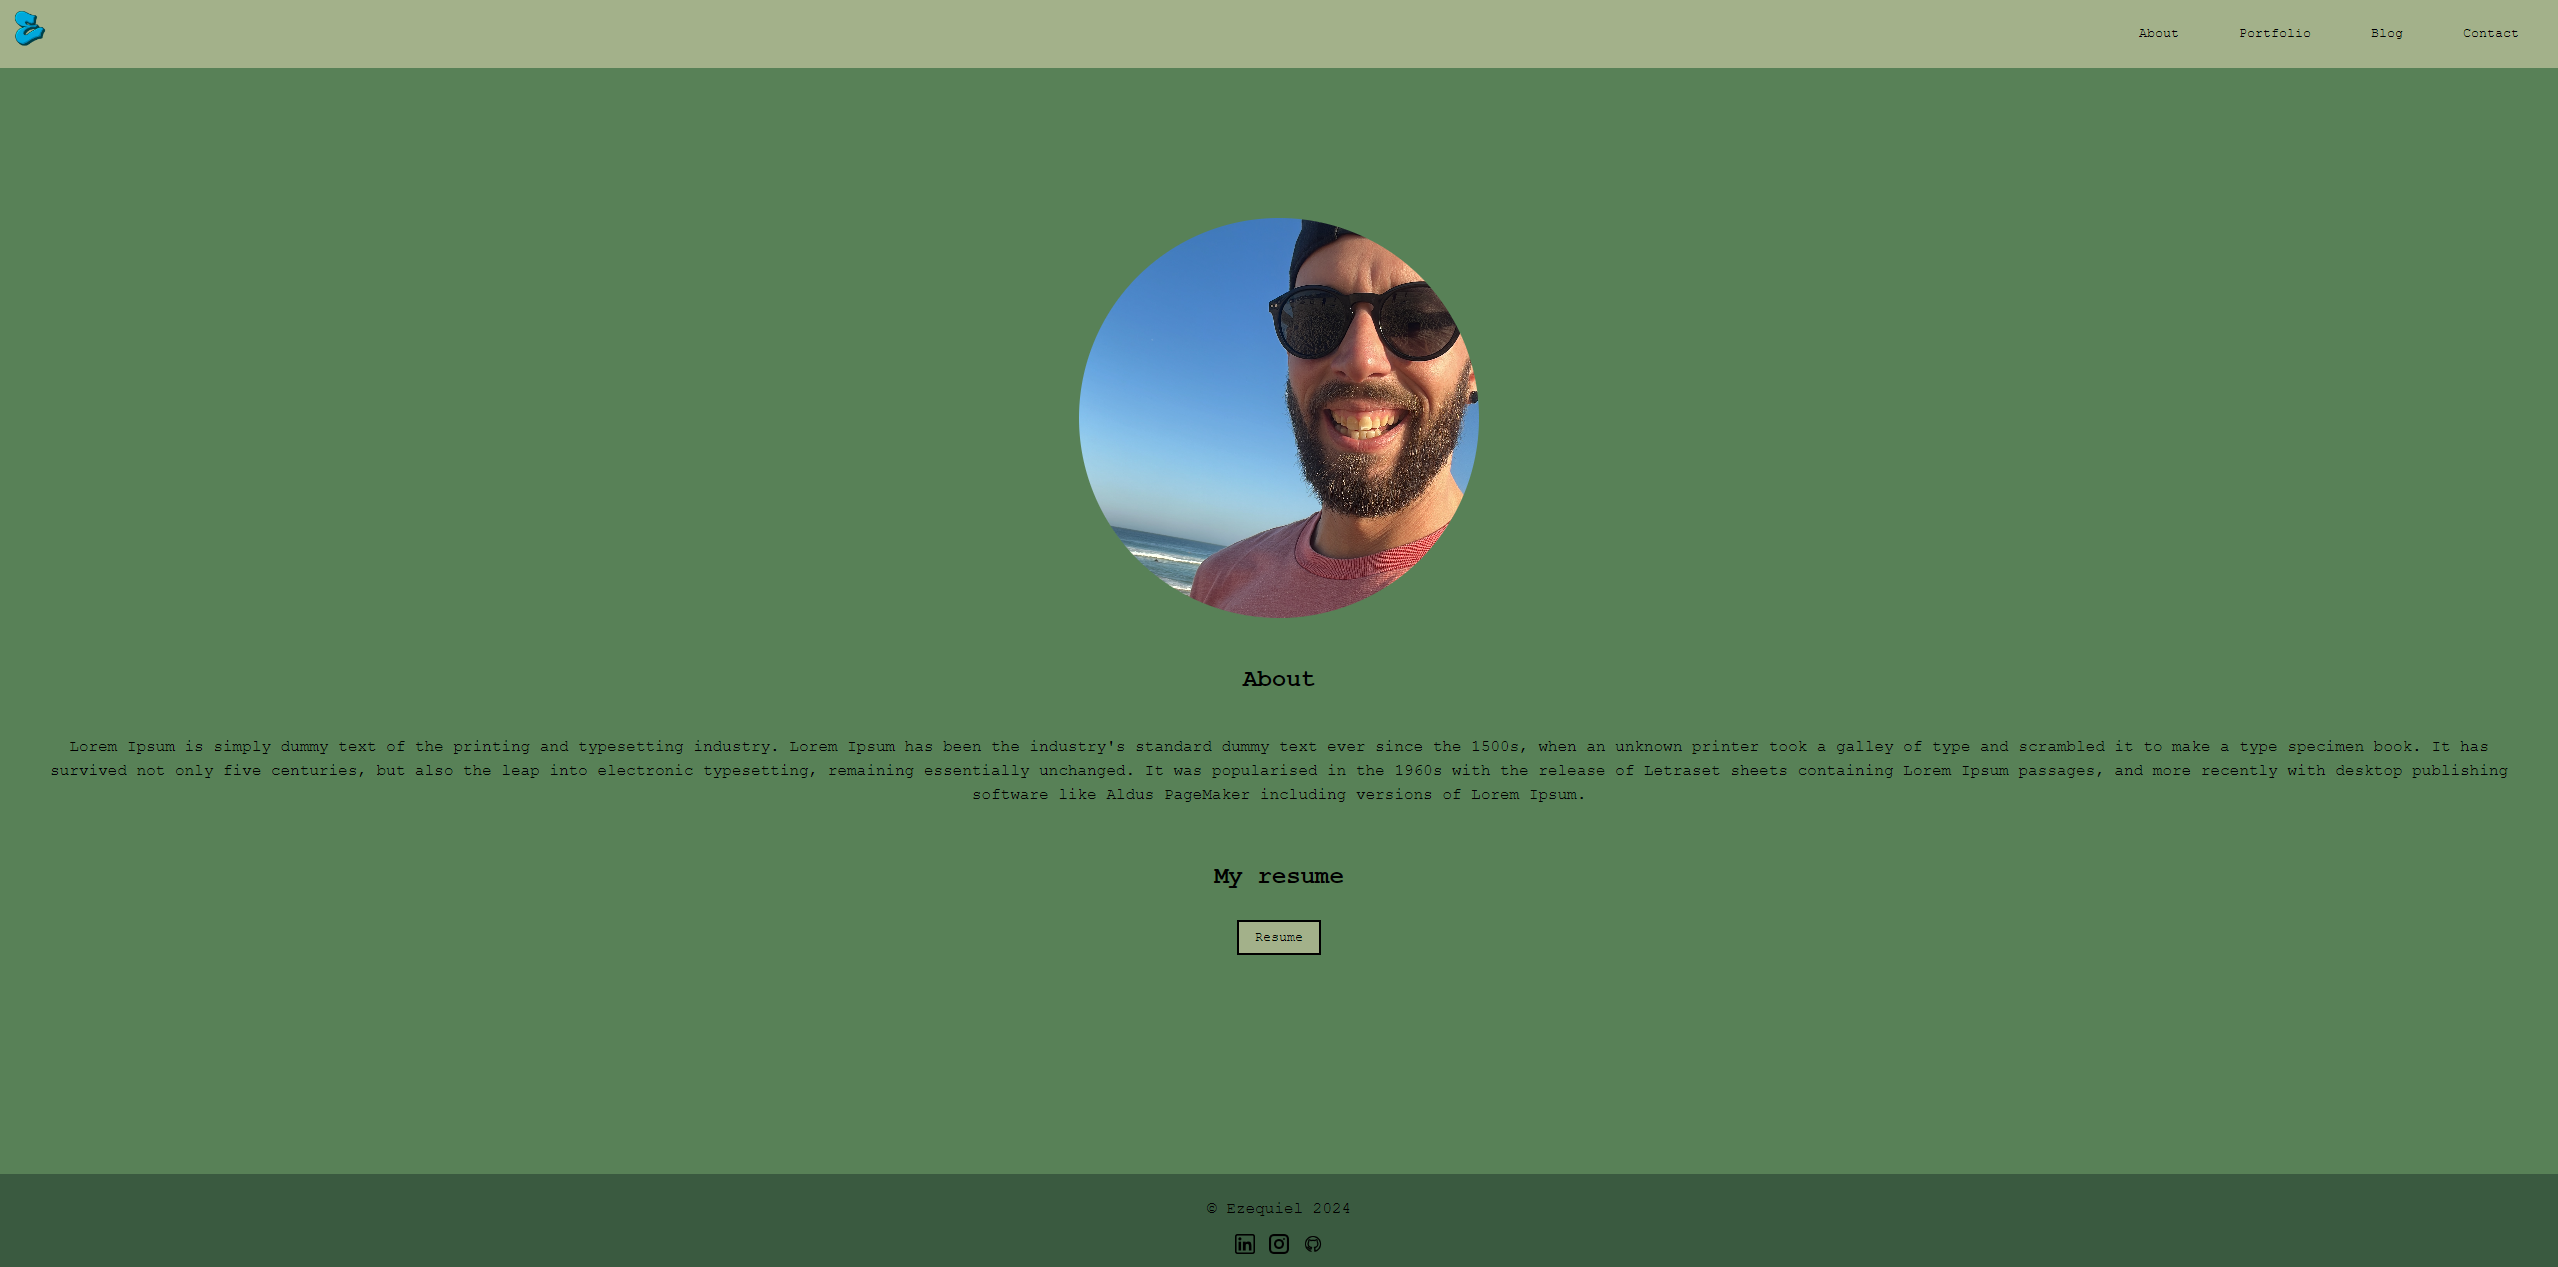 About Portfolio Blog Contact
About
Lorem Ipsum is simply dummy text of the printing and typesetting industry. Lorem Ipsum has been the industry's standard dummy text ever since the 1500s, when an unknown printer took a galley of type and scrambled it to make a type specimen book. It has
survived not only five centuries, but also the leap into electronic typesetting, remaining essentially unchanged. It was popularised in the 1960s with the release of Letraset sheets containing Lorem Ipsum passages, and more recently with desktop publishing
software like Aldus PageMaker including versions of Lorem Ipsum.
My resume
Resume
© Ezequiel 2024